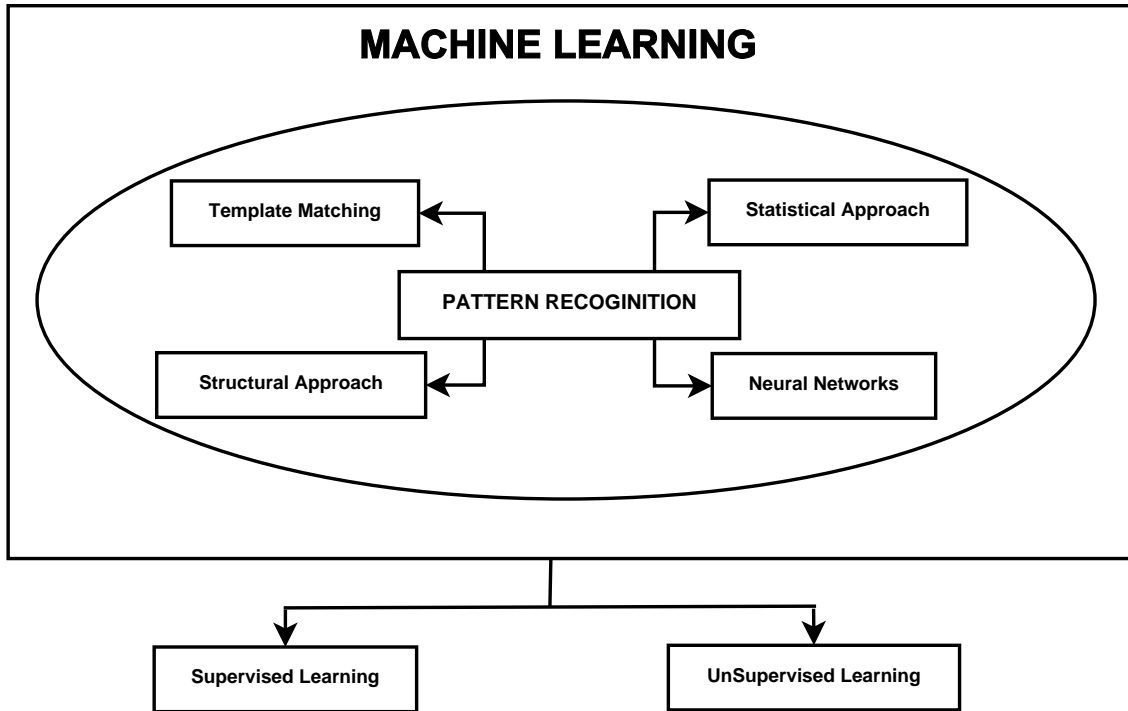 MACHINE LEARNING
Template Matching
Statistical Approach
PATTERN RECOGINITION
Structural Approach
Neural Networks
Supervised Learning
UnSupervised Learning